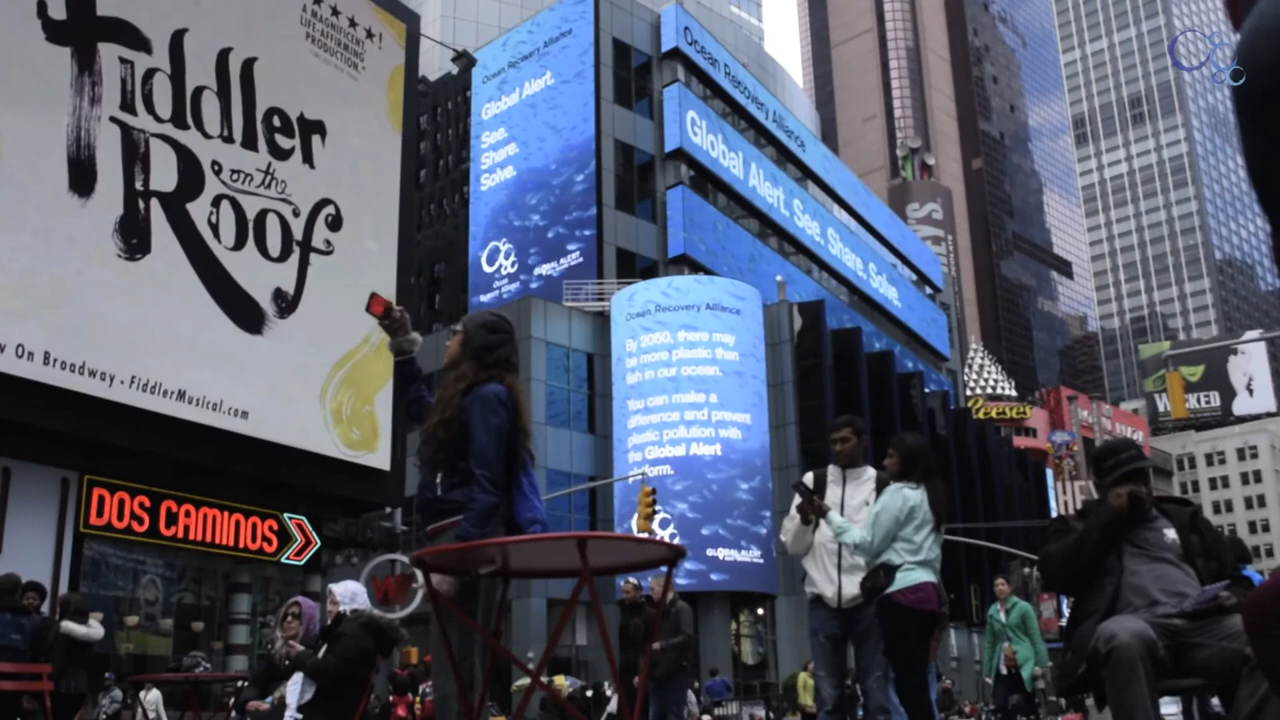 A MAGNIFICENT,
LIFE-AFFIRMING
PRODUCTION."
Fiddler
on the
Roof
w On Broadway • FiddlerMusical.com
DOS CAMINOS
Ocean Recovery Alliance
Global Alert.
See.
Share.
Solve.
Ocean
Recovery Alliance
GLOBAL ALERT
Ocean Recovery Alliance
Global Alert. See. Share. Solve.
Ocean Recovery Alliance
By 2050, there may
be more plastic than
fish in our ocean.
You can make a
difference and prevent
plastic pollution with
the Global Alert
platform.
GLOBAL ALERT
W
Reese's
WICKED